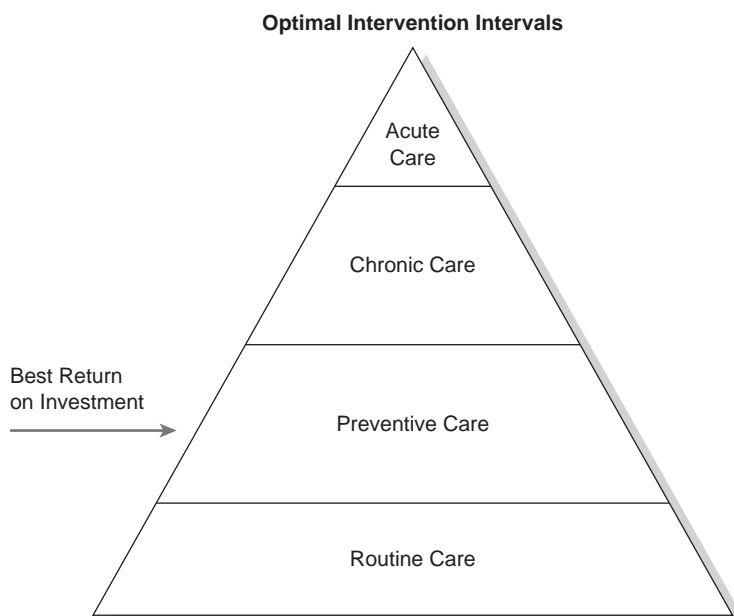 Optimal Intervention Intervals
Acute
Care
Chronic Care
Best Return
on Investment
Preventive Care
Routine Care